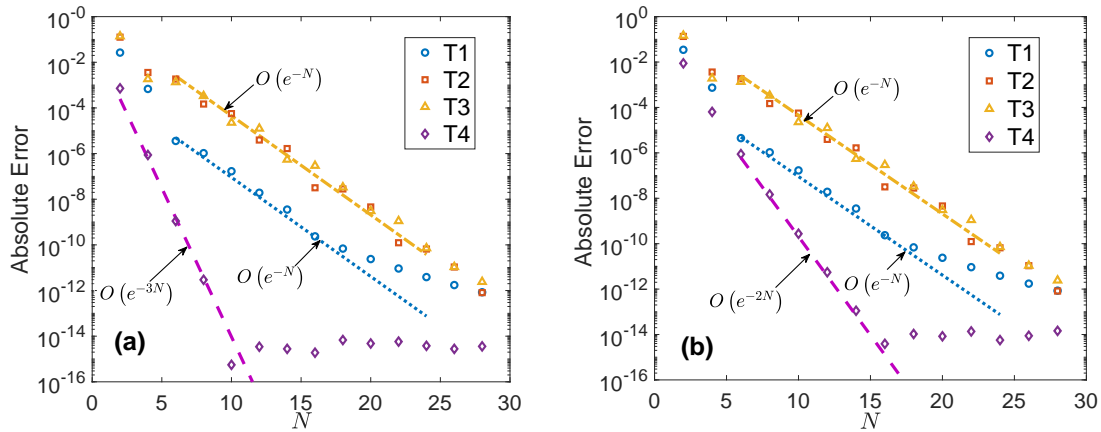 10^{-0}
10^{-2}
10^{-4}
10^{-6}
10^{-8}
10^{-10}
10^{-12}
10^{-14}
10^{-16}
Absolute Error
0 5 10 15 20 25 30
N
T1
T2
T3
T4
O (e^{-N})
O (e^{-N})
O (e^{-3N})
(a)
10^{-0}
10^{-2}
10^{-4}
10^{-6}
10^{-8}
10^{-10}
10^{-12}
10^{-14}
10^{-16}
Absolute Error
0 5 10 15 20 25 30
N
T1
T2
T3
T4
O (e^{-N})
O (e^{-2N})
O (e^{-N})
(b)